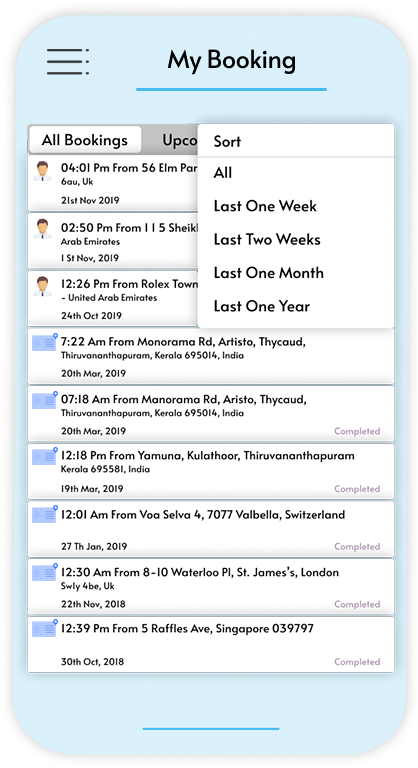 My Booking
All Bookings
Upco
Sort
All
Last One Week
Last Two Weeks
Last One Month
Last One Year
04:01 Pm From 56 Elm Par
6au, Uk
21st Nov 2019
02:50 Pm From 1 1 5 Sheikh
Arab Emirates
1 St Nov, 2019
12:26 Pm From Rolex Town
- United Arab Emirates
24th Oct 2019
7:22 Am From Monorama Rd, Artisto, Thycaud,
Thiruvananthapuram, Kerala 695014, India
20th Mar, 2019
07:18 Am From Manorama Rd, Aristo, Thycaud,
Thiruvananthapuram, Kerala 695014, India
20th Mar, 2019 Completed
12:18 Pm From Yamuna, Kulathoor, Thiruvananthapuram
Kerala 695581, India
19th Mar, 2019 Completed
12:01 Am From Voa Selva 4, 7077 Valbella, Switzerland
27 Th Jan, 2019 Completed
12:30 Am From 8-10 Waterloo Pl, St. James's, London
Swly 4be, Uk
22th Nov, 2018 Completed
12:39 Pm From 5 Raffles Ave, Singapore 039797
30th Oct, 2018 Completed